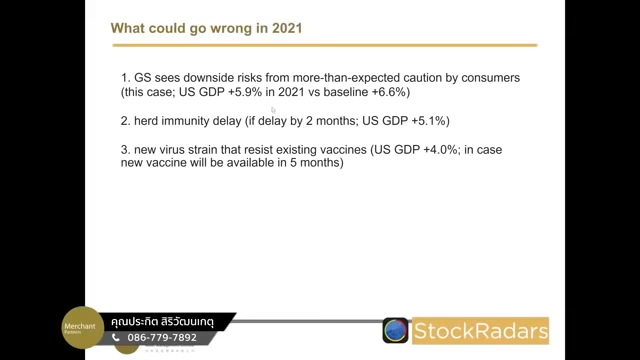 What could go wrong in 2021
1. GS sees downside risks from more-than-expected caution by consumers
(this case; US GDP +5.9% in 2021 vs baseline +6.6%)
2. herd immunity delay (if delay by 2 months; US GDP +5.1%)
3. new virus strain that resist existing vaccines (US GDP +4.0%; in case
new vaccine will be available in 5 months)
Merchant
Partners
คุณประกิต สิริวัฒนเกตุ
086-779-7892
StockRadars